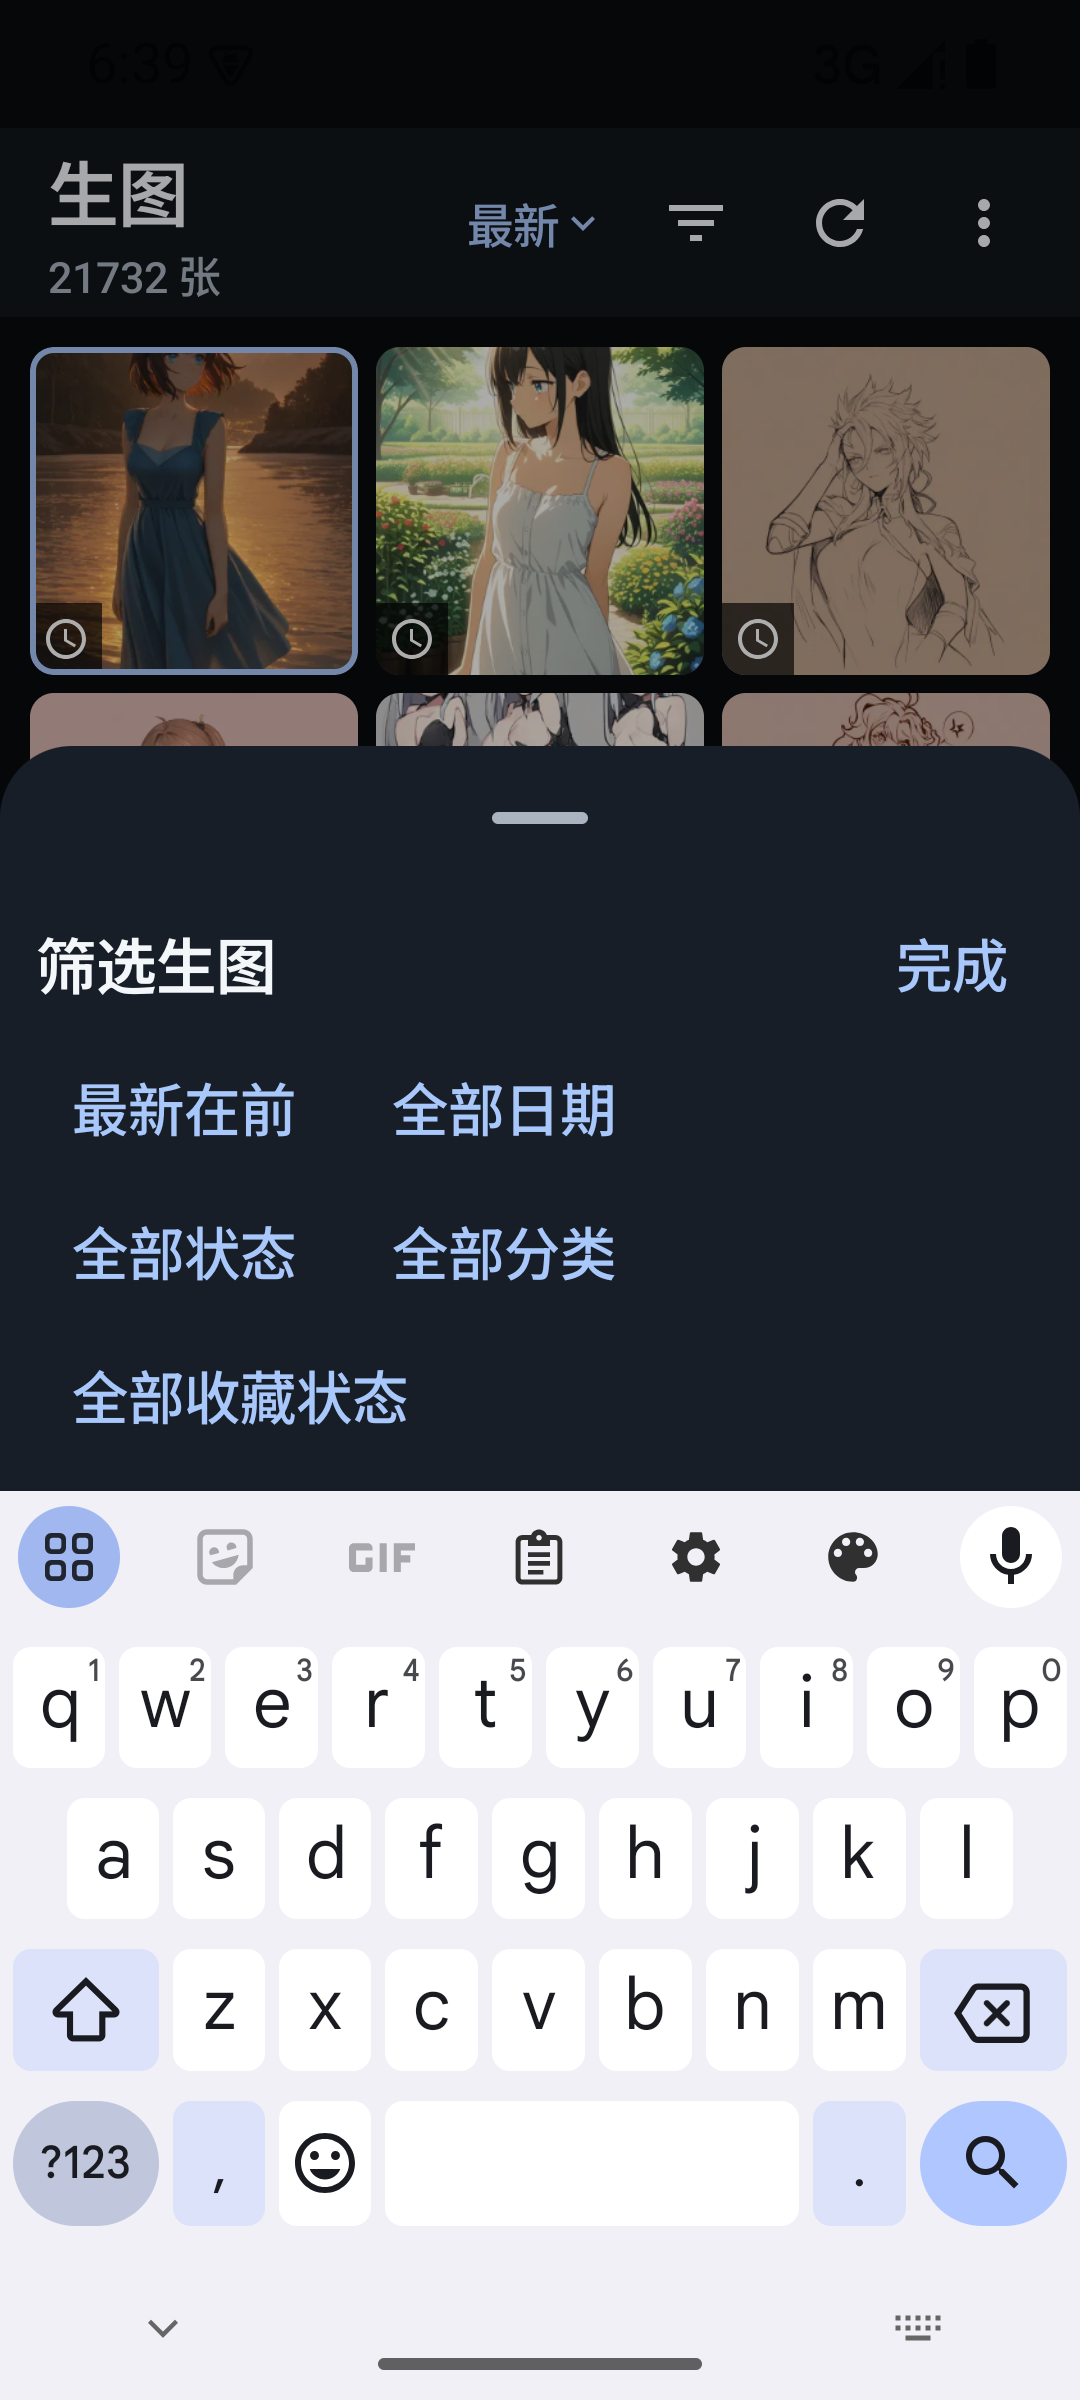 6:39 3G
生图
21732 张
最新
筛选生图 完成
最新在前 全部日期
全部状态 全部分类
全部收藏状态
GIF
q1 w2 e3 r4 t5 y6 u7 i8 o9 p0
a s d f g h j k l
z x c v b n m
?123 , .